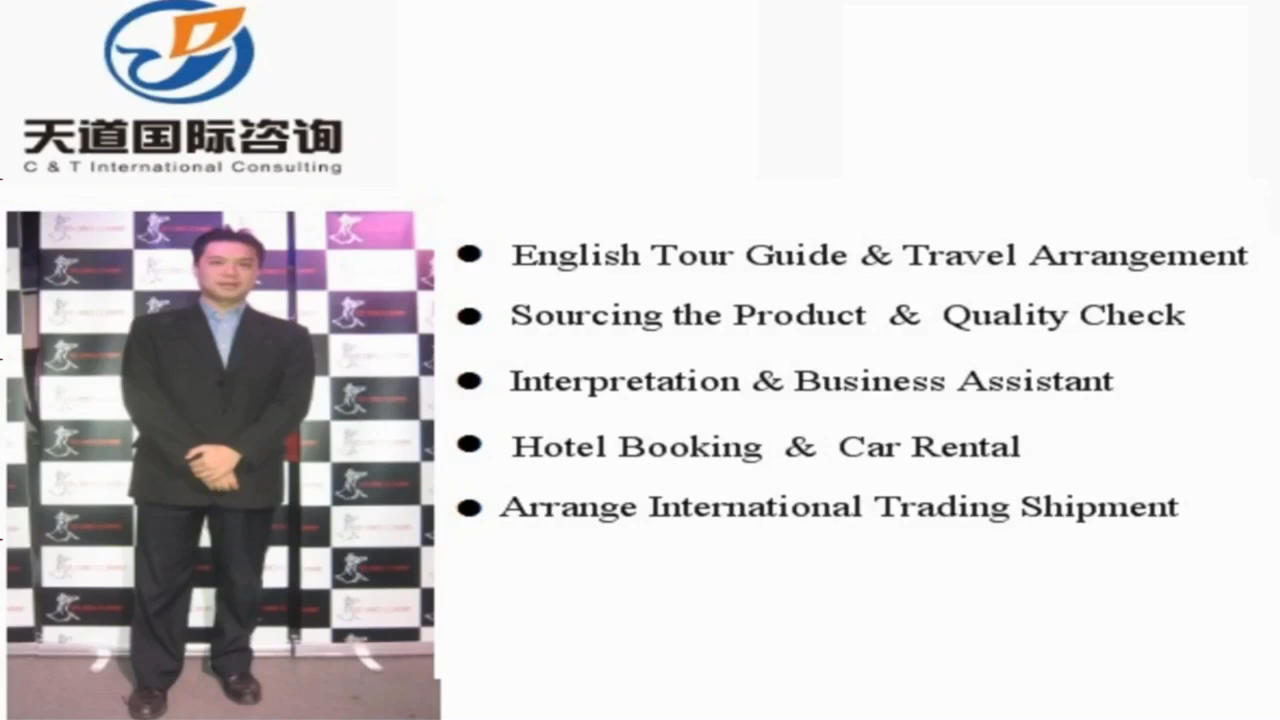 天道国际咨询
C & T International Consulting
● English Tour Guide & Travel Arrangement
● Sourcing the Product & Quality Check
● Interpretation & Business Assistant
● Hotel Booking & Car Rental
● Arrange International Trading Shipment